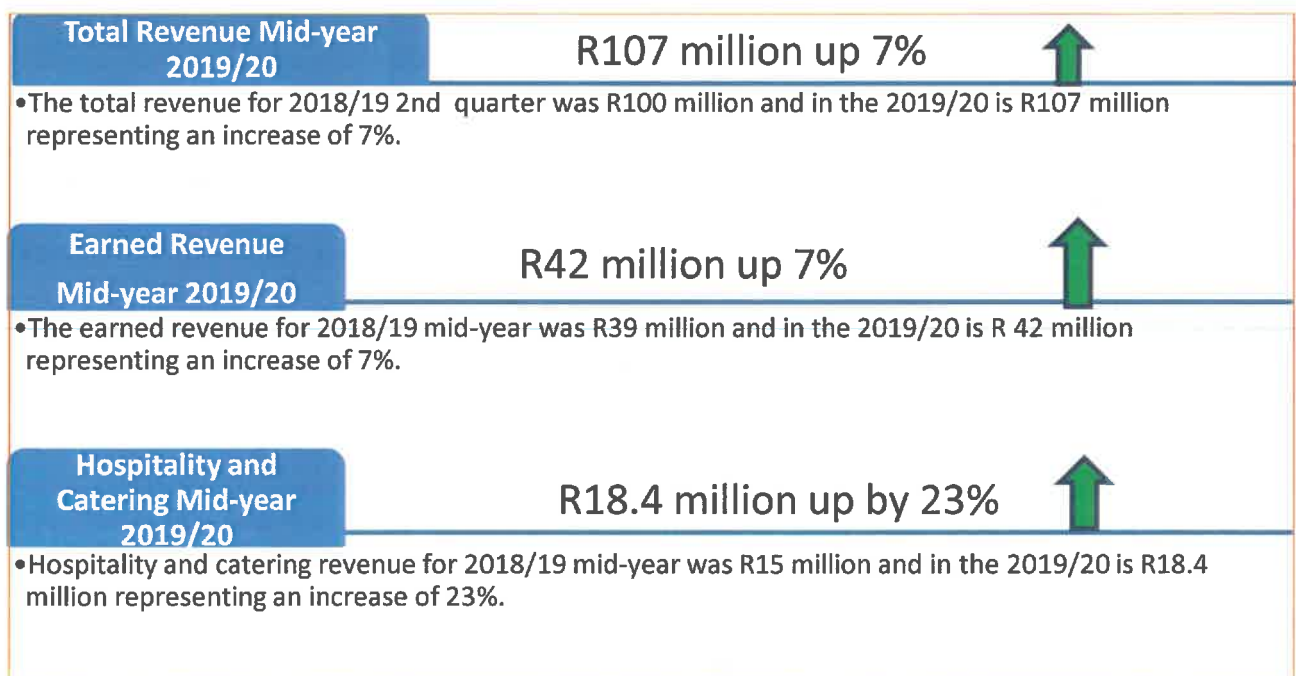 Total Revenue Mid-year
2019/20
R107 million up 7%
•The total revenue for 2018/19 2nd quarter was R100 million and in the 2019/20 is R107 million
representing an increase of 7%.
Earned Revenue
Mid-year 2019/20
R42 million up 7%
•The earned revenue for 2018/19 mid-year was R39 million and in the 2019/20 is R 42 million
representing an increase of 7%.
Hospitality and
Catering Mid-year
2019/20
R18.4 million up by 23%
•Hospitality and catering revenue for 2018/19 mid-year was R15 million and in the 2019/20 is R18.4
million representing an increase of 23%.